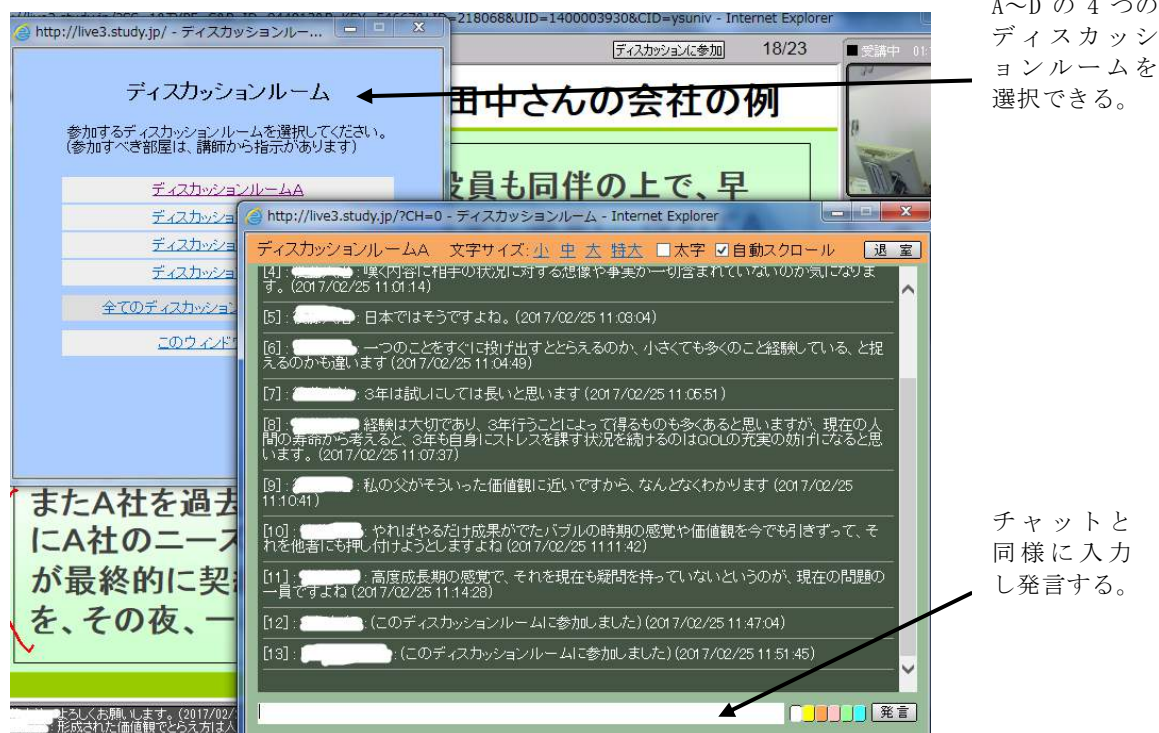 =218068&UID=1400003930&CID=ysuniv - Internet Explorer
http://live3.study.jp/ - ディスカッションルー...
ディスカッションに参加
18/23
■受講中
A～D の 4 つの
ディスカッシ
ョンルームを
選択できる。
ディスカッションルーム
田中さんの会社の例
参加するディスカッションルームを選択してください。
(参加すべき部屋は、講師から指示があります)
役員も同伴の上で、早
ディスカッションルームA
ディスカッショ
ディスカッショ
ディスカッショ
全てのディスカッション
このウィンド
http://live3.study.jp/?CH=0 - ディスカッションルーム - Internet Explorer
ディスカッションルームA 文字サイズ: 小 中 大 特大 太字 自動スクロール 退 室
[4] : : 嘆く内容に相手の状況に対する想像や事実が一切含まれていないのが気になりま
す。(2017/02/25 11:01:14)
[5] : : 日本ではそうですよね。(2017/02/25 11:03:04)
[6] : : 一つのことをすぐに投げ出すととらえるのか、小さくても多くのこと経験している、と捉
えるのかも違います (2017/02/25 11:04:49)
[7] : : 3年は試しにしては長いと思います (2017/02/25 11:05:51)
[8] : 経験は大切であり、3年行うことによって得るものも多くあると思いますが、現在の人
間の寿命から考えると、3年も自身にストレスを課す状況を続けるのはQOLの充実の妨げになると思
います。(2017/02/25 11:07:37)
[9] : : 私の父がそういった価値観に近いですから、なんとなくわかります (2017/02/25
11:10:41)
[10] : : やればやるだけ成果がでたバブルの時期の感覚や価値観を今でも引きずって、そ
れを他者にも押し付けようとしますよね (2017/02/25 11:11:42)
[11] : : 高度成長期の感覚で、それを現在も疑問を持っていないというのが、現在の問題の
一員ですよね (2017/02/25 11:14:28)
[12] : : (このディスカッションルームに参加しました) (2017/02/25 11:47:04)
[13] : : (このディスカッションルームに参加しました) (2017/02/25 11:51:45)
発 言
またA社を過去
にA社のニース
が最終的に契
を、その夜、一
チャットと
同様に入力
し発言する。
よろしくお願いします。(2017/02/
形成された価値観でとらえ方は人